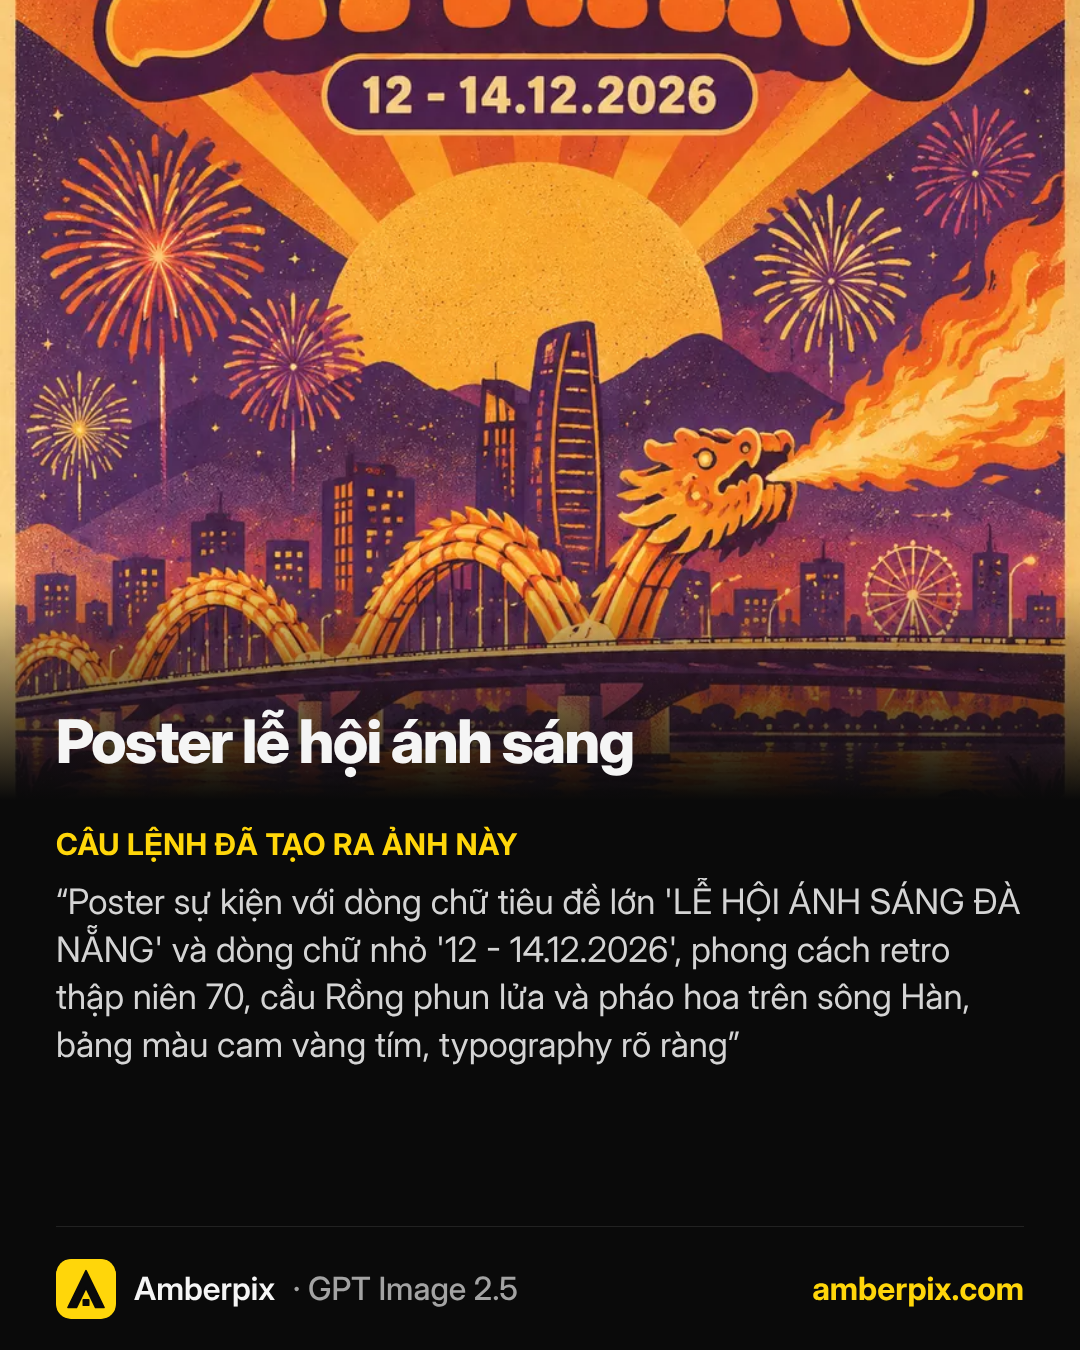 12 - 14.12.2026
Poster lễ hội ánh sáng
CÂU LỆNH ĐÃ TẠO RA ẢNH NÀY
“Poster sự kiện với dòng chữ tiêu đề lớn 'LỄ HỘI ÁNH SÁNG ĐÀ
NẴNG' và dòng chữ nhỏ '12 - 14.12.2026', phong cách retro
thập niên 70, cầu Rồng phun lửa và pháo hoa trên sông Hàn,
bảng màu cam vàng tím, typography rõ ràng”
Amberpix · GPT Image 2.5
amberpix.com